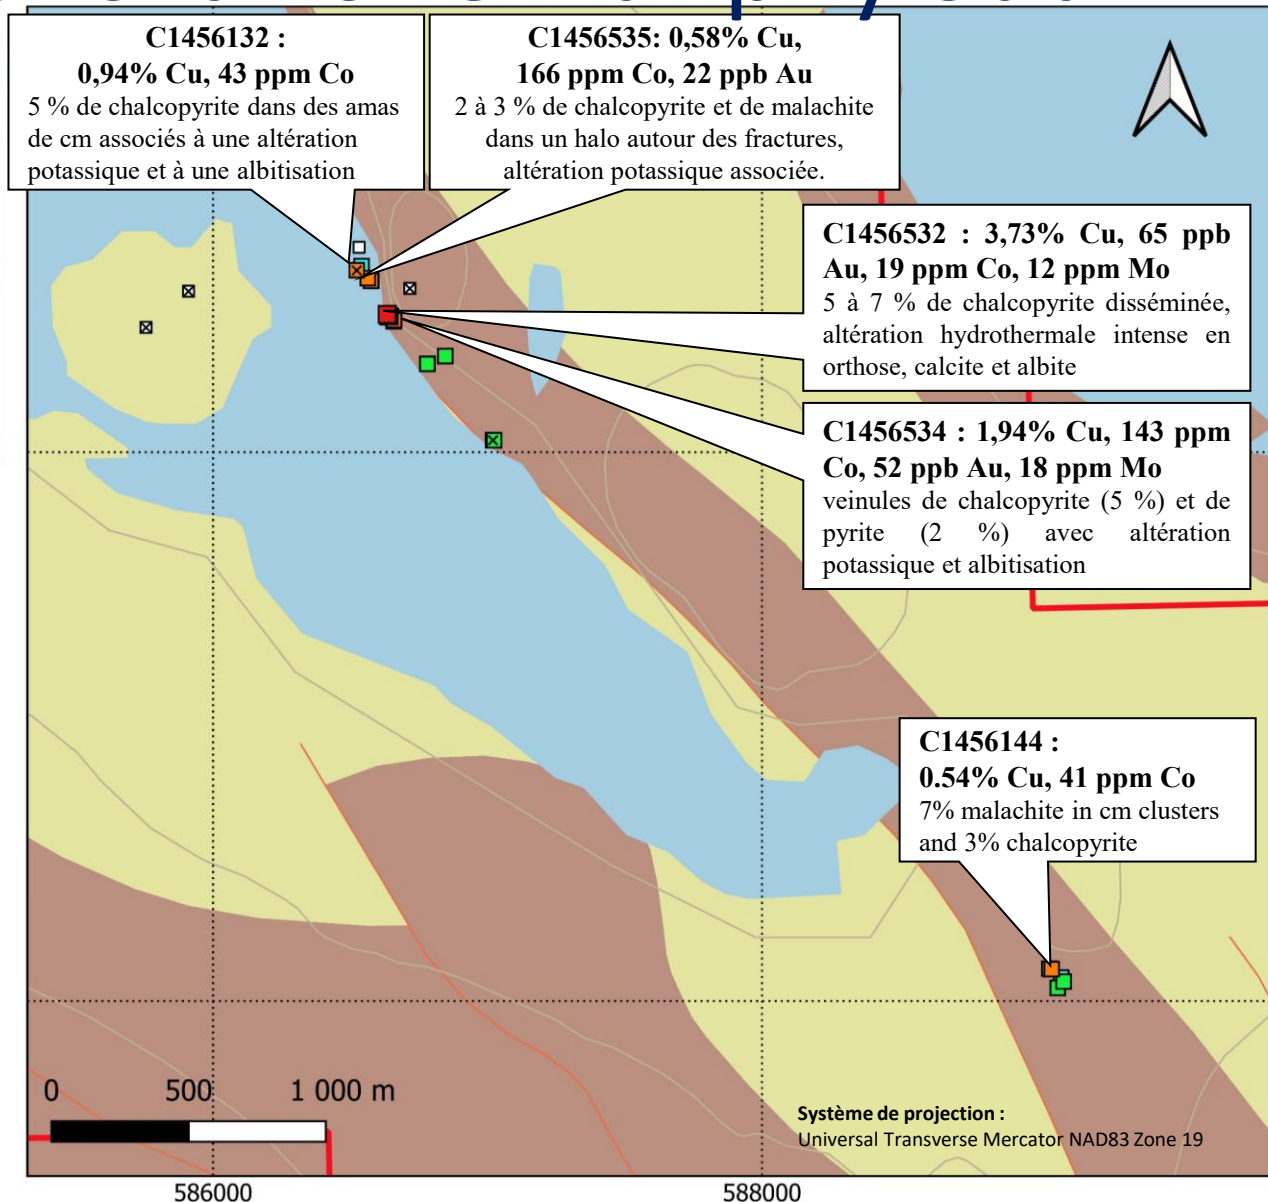 C1456132 :
0,94% Cu, 43 ppm Co
5 % de chalcopyrite dans des amas
de cm associés à une altération
potassique et à une albitisation
C1456535: 0,58% Cu,
166 ppm Co, 22 ppb Au
2 à 3 % de chalcopyrite et de malachite
dans un halo autour des fractures,
altération potassique associée.
C1456532 : 3,73% Cu, 65 ppb
Au, 19 ppm Co, 12 ppm Mo
5 à 7 % de chalcopyrite disséminée,
altération hydrothermale intense en
orthose, calcite et albite
C1456534 : 1,94% Cu, 143 ppm
Co, 52 ppb Au, 18 ppm Mo
veinules de chalcopyrite (5 %) et de
pyrite (2 %) avec altération
potassique et albitisation
C1456144 :
0.54% Cu, 41 ppm Co
7% malachite in cm clusters
and 3% chalcopyrite
0 500 1 000 m
Système de projection :
Universal Transverse Mercator NAD83 Zone 19
586000 588000